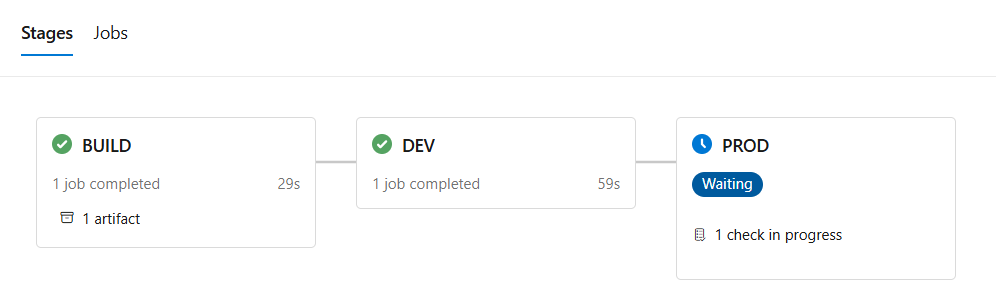 Stages Jobs
BUILD
1 job completed 29s
1 artifact
DEV
1 job completed 59s
PROD
Waiting
1 check in progress